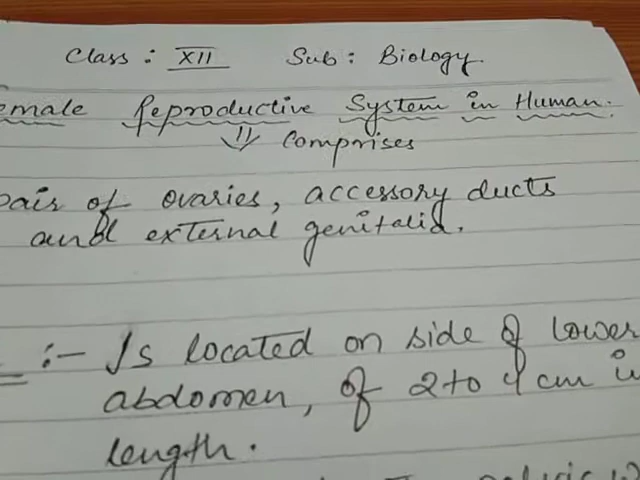 Class : XII Sub : Biology
emale Reproductive System in Human.
Comprises
pair of ovaries, accessory ducts
and external genitalia.
:- Is located on side of lower
abdomen, of 2 to 4 cm in
length.